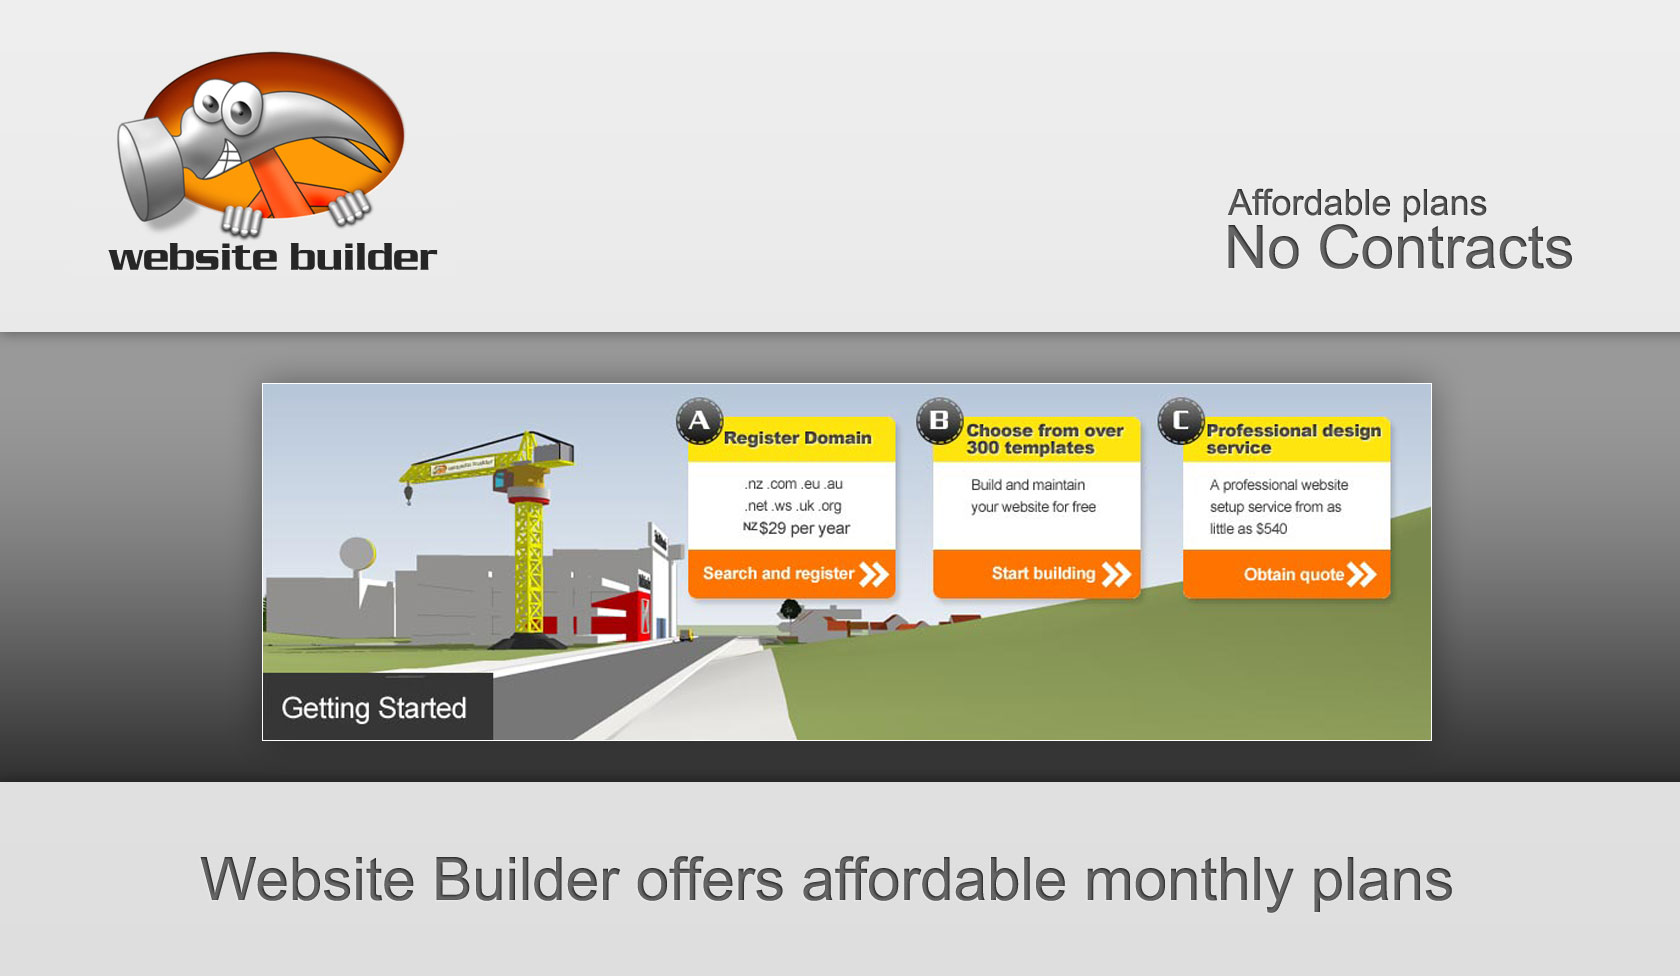 website builder
Affordable plans
No Contracts
website builder
A
Register Domain
.nz .com .eu .au
.net .ws .uk .org
NZ$29 per year
Search and register
B
Choose from over
300 templates
Build and maintain
your website for free
Start building
C
Professional design
service
A professional website
setup service from as
little as $540
Obtain quote
Getting Started
Website Builder offers affordable monthly plans